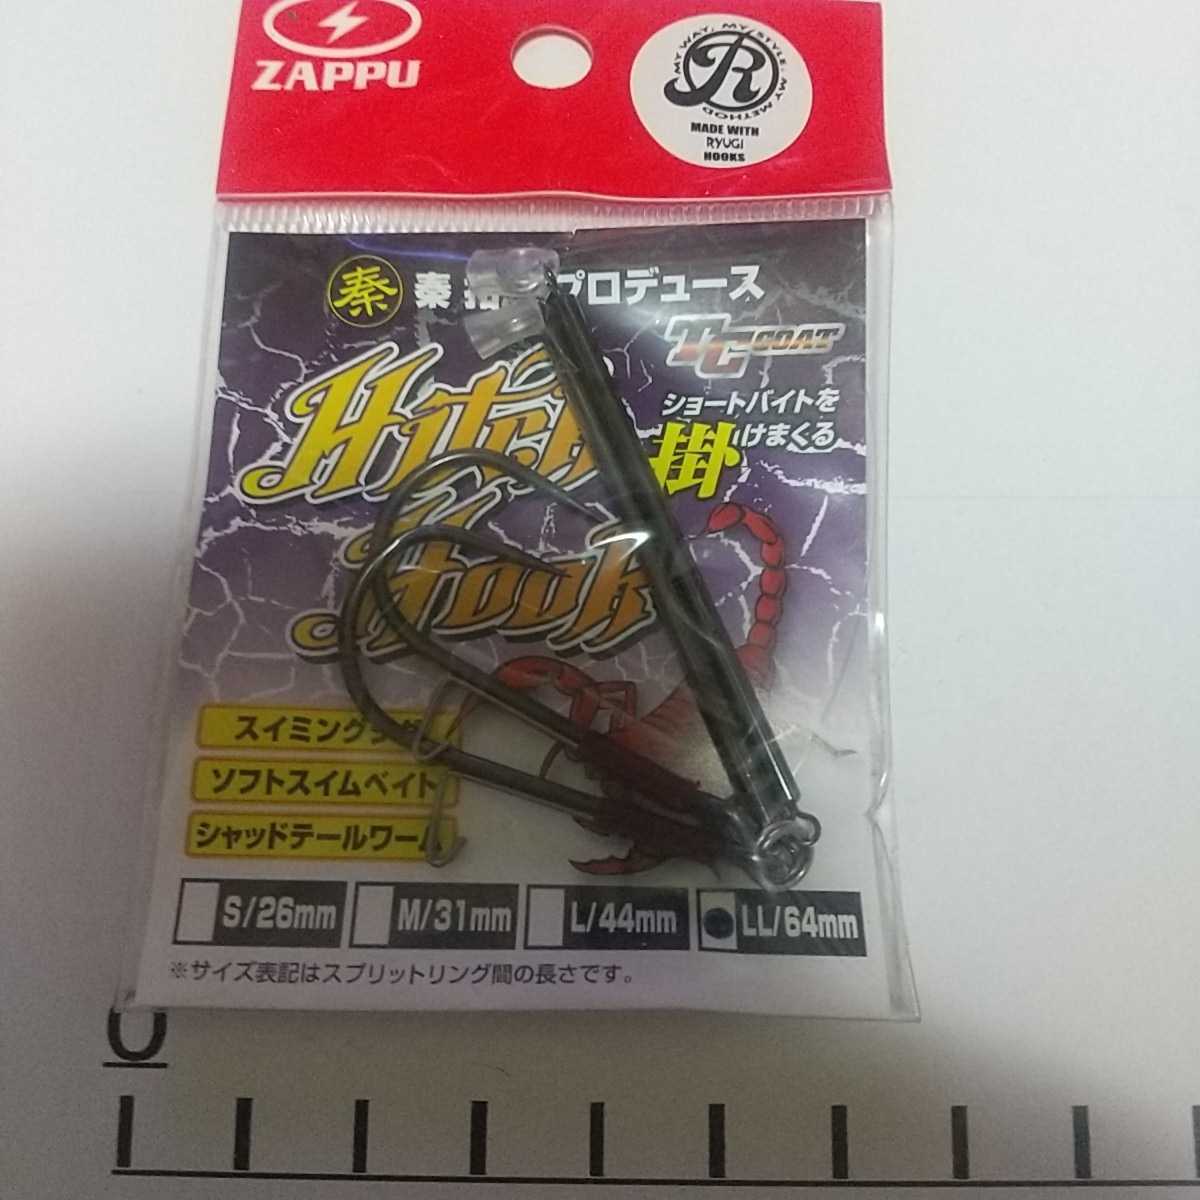 ZAPPU
MY WAY, MY STYLE, MY METHOD
R
MADE WITH
RYUGI
HOOKS
秦
秦 プロデュース
TC COAT
Hitch
Hook
ショートバイトを
掛けまくる
スイミング
ソフトスイムベイト
シャッドテールワーム
S/26mm M/31mm L/44mm LL/64mm
※サイズ表記はスプリットリング間の長さです。
0